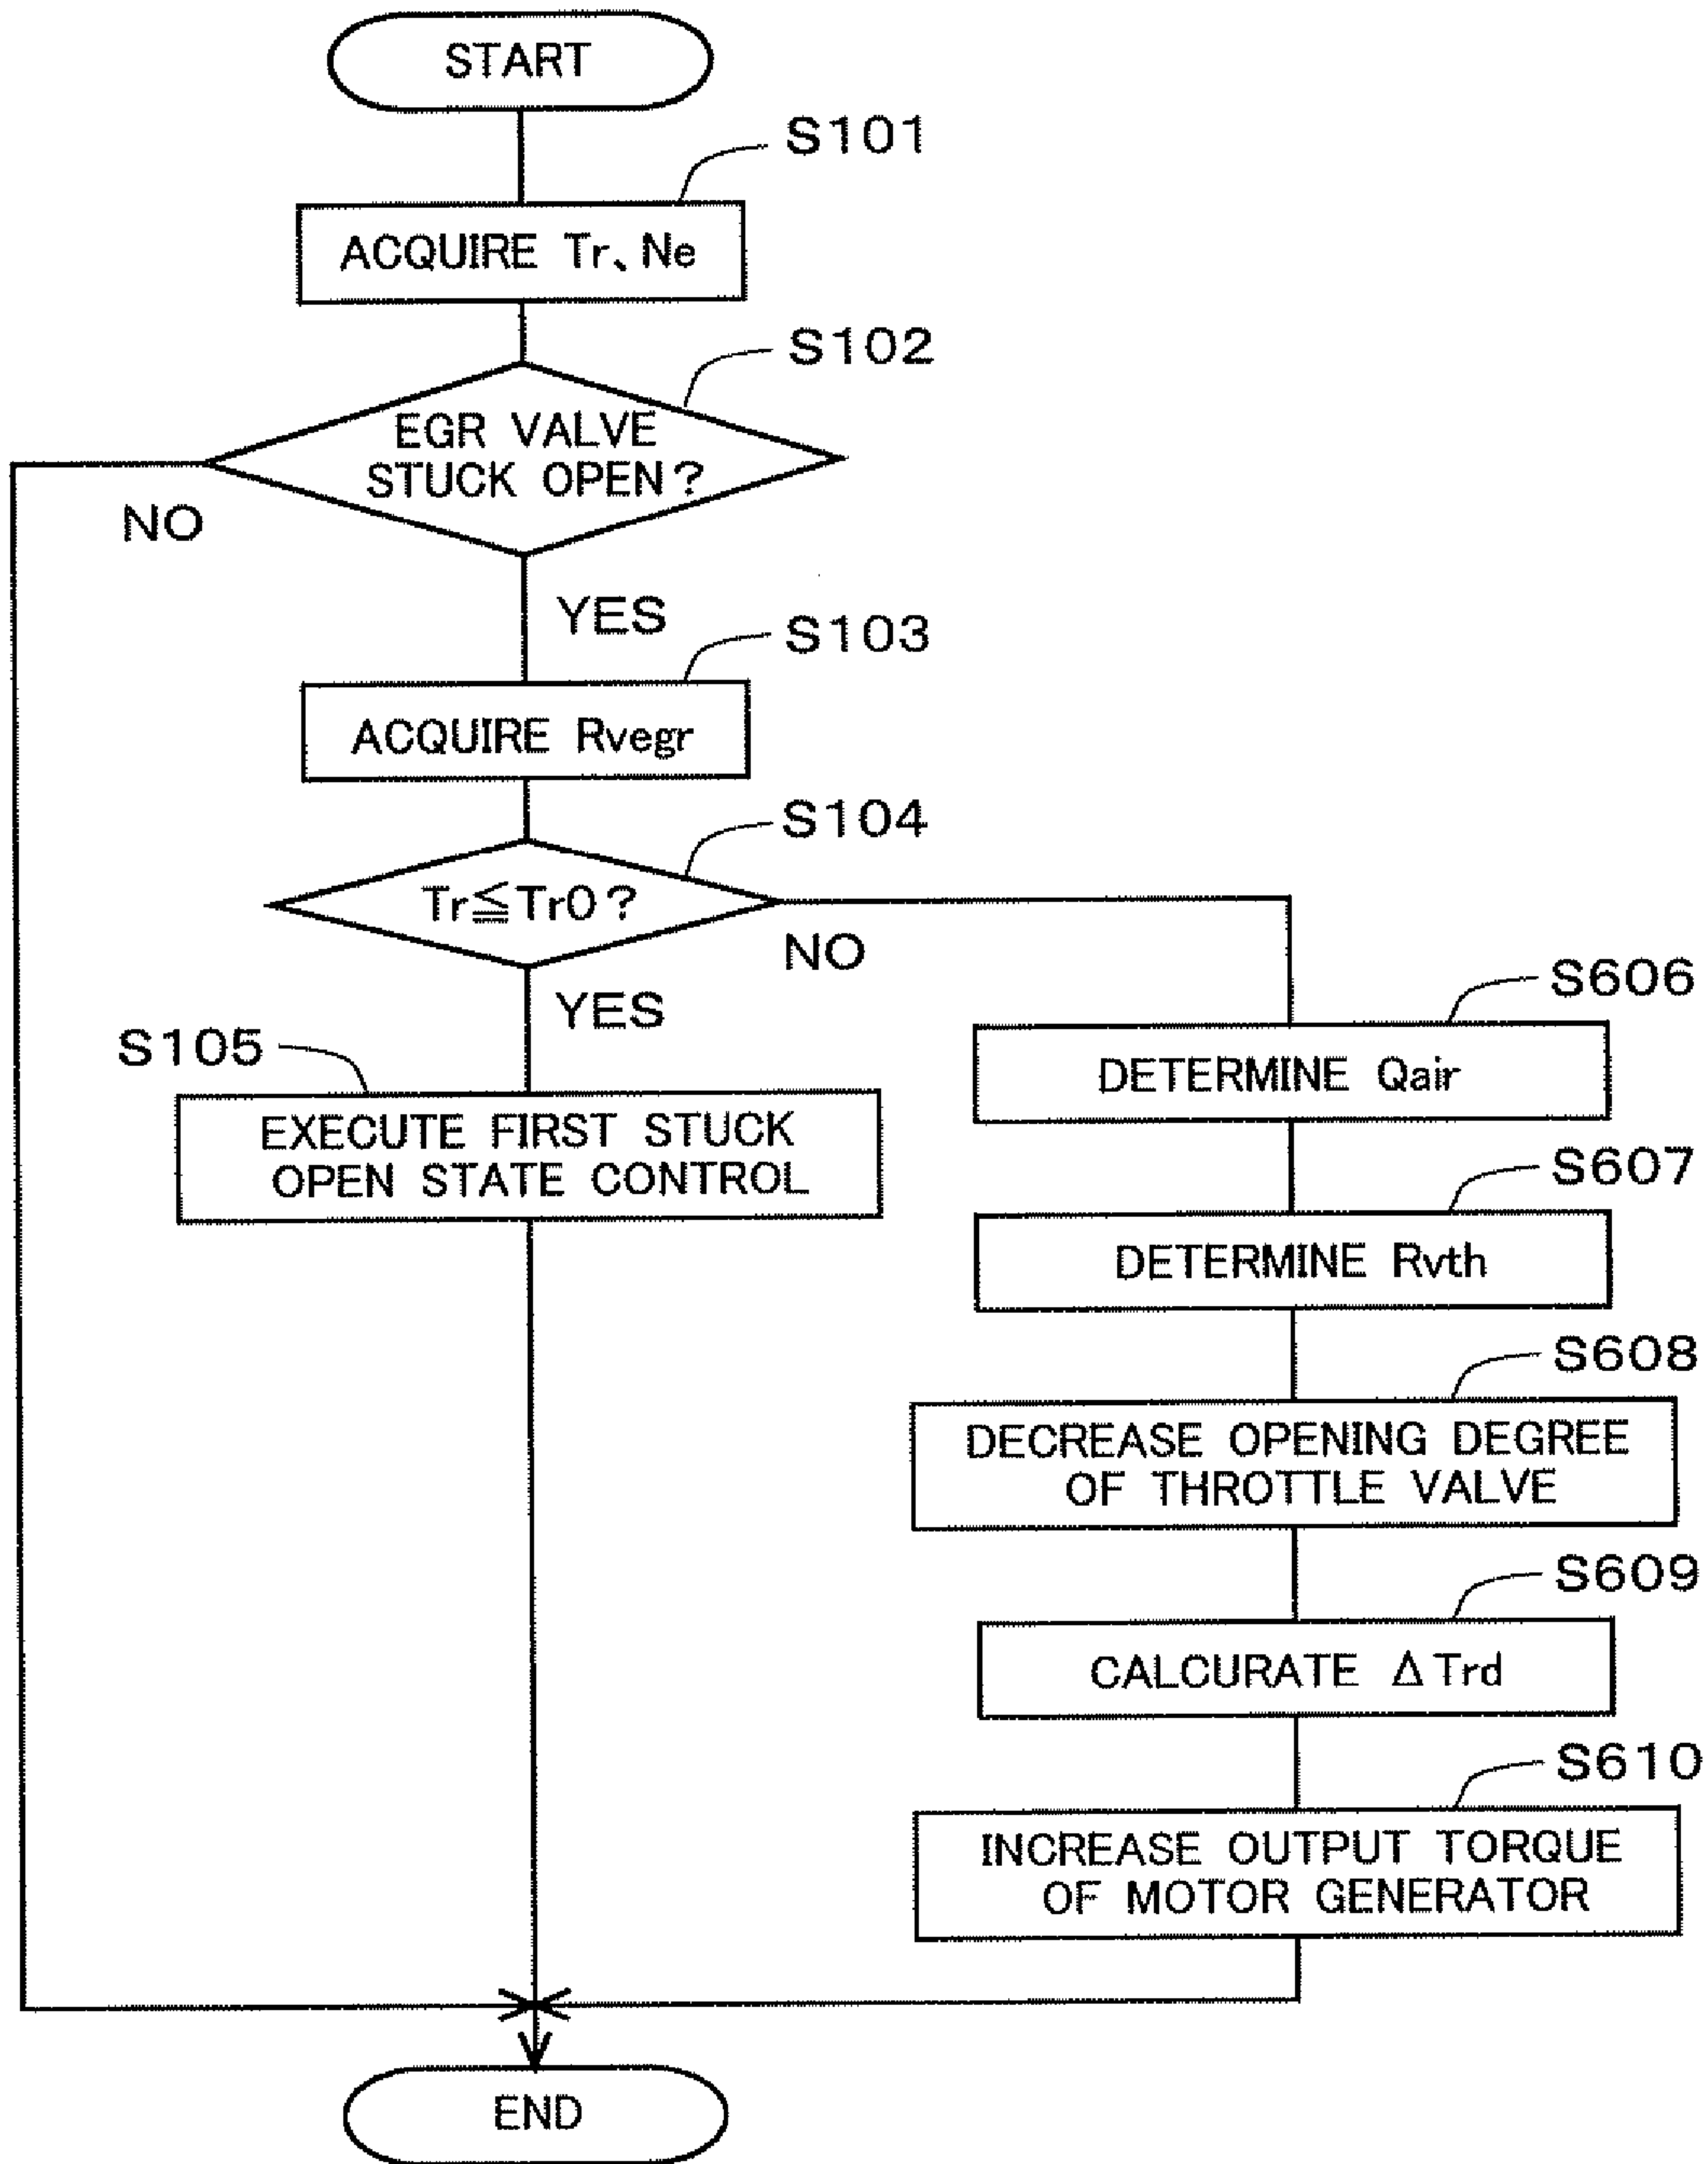 START
S101
ACQUIRE Tr、Ne
S102
EGR VALVE
STUCK OPEN?
NO
YES
S103
ACQUIRE Rvegr
S104
Tr≦Tr0?
NO
YES
S105
EXECUTE FIRST STUCK
OPEN STATE CONTROL
S606
DETERMINE Qair
S607
DETERMINE Rvth
S608
DECREASE OPENING DEGREE
OF THROTTLE VALVE
S609
CALCURATE ΔTrd
S610
INCREASE OUTPUT TORQUE
OF MOTOR GENERATOR
END